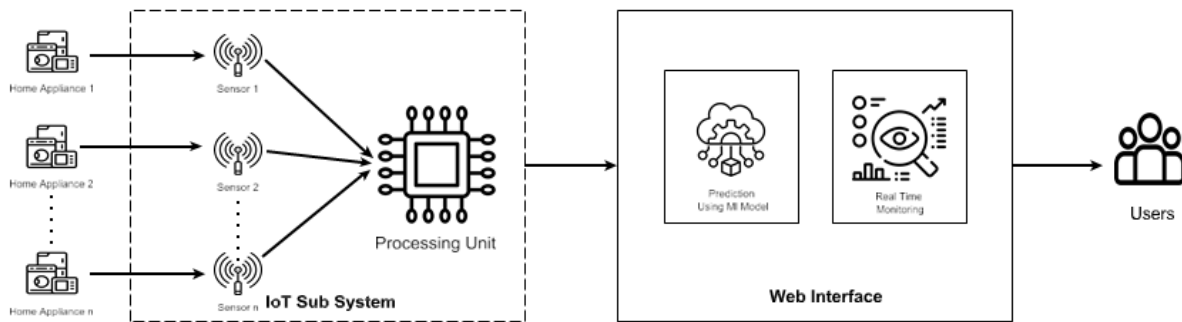 Home Appliance 1
Sensor 1
Home Appliance 2
Sensor 2
Home Appliance n
Sensor n
Processing Unit
IoT Sub System
Prediction
Using Ml Model
Real Time
Monitoring
Web Interface
Users